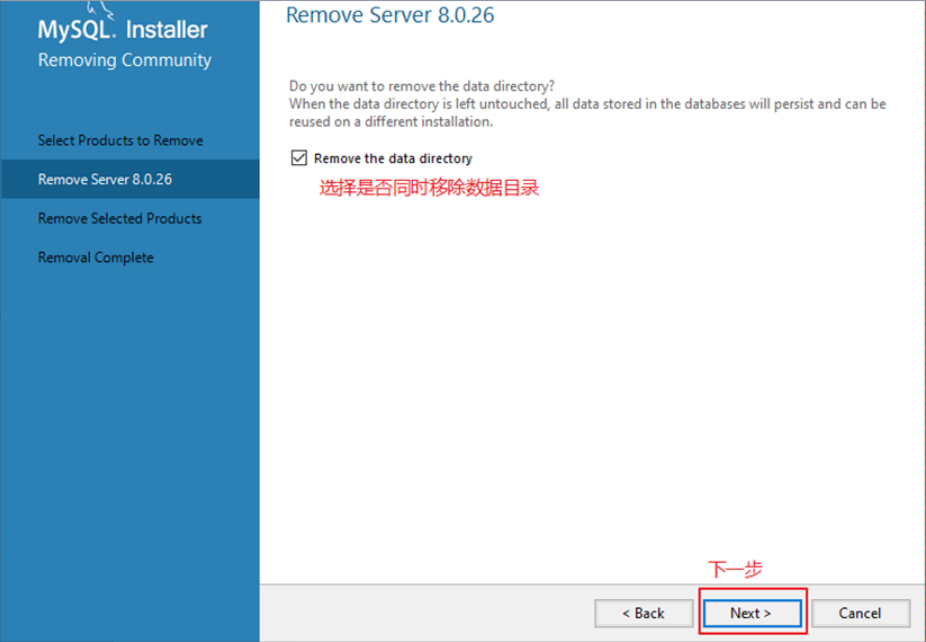 Remove Server 8.0.26
MySQL. Installer
Removing Community
Select Products to Remove
Remove Server 8.0.26
Remove Selected Products
Removal Complete
Do you want to remove the data directory?
When the data directory is left untouched, all data stored in the databases will persist and can be
reused on a different installation.
Remove the data directory
选择是否同时移除数据目录
下一步
< Back
Next >
Cancel